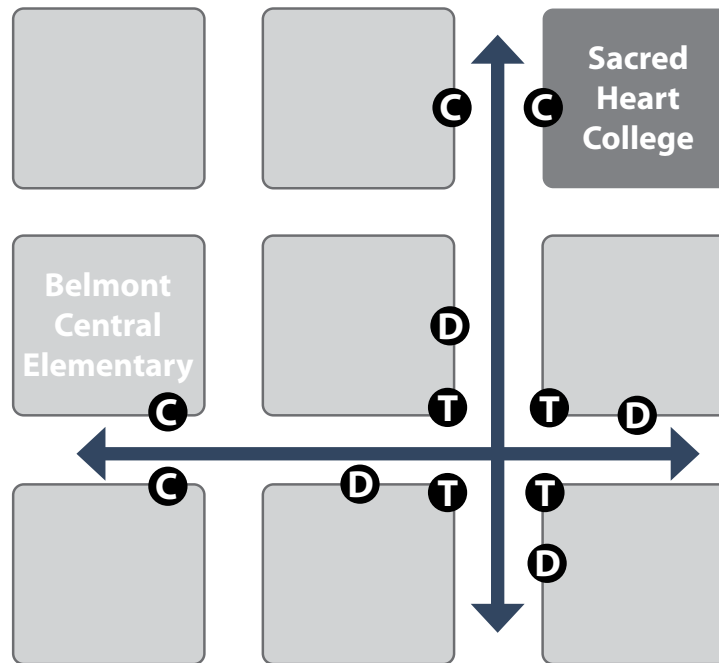 Sacred
Heart
College
C
C
Belmont
Central
Elementary
D
T
T
D
C
C
D
T
T
D